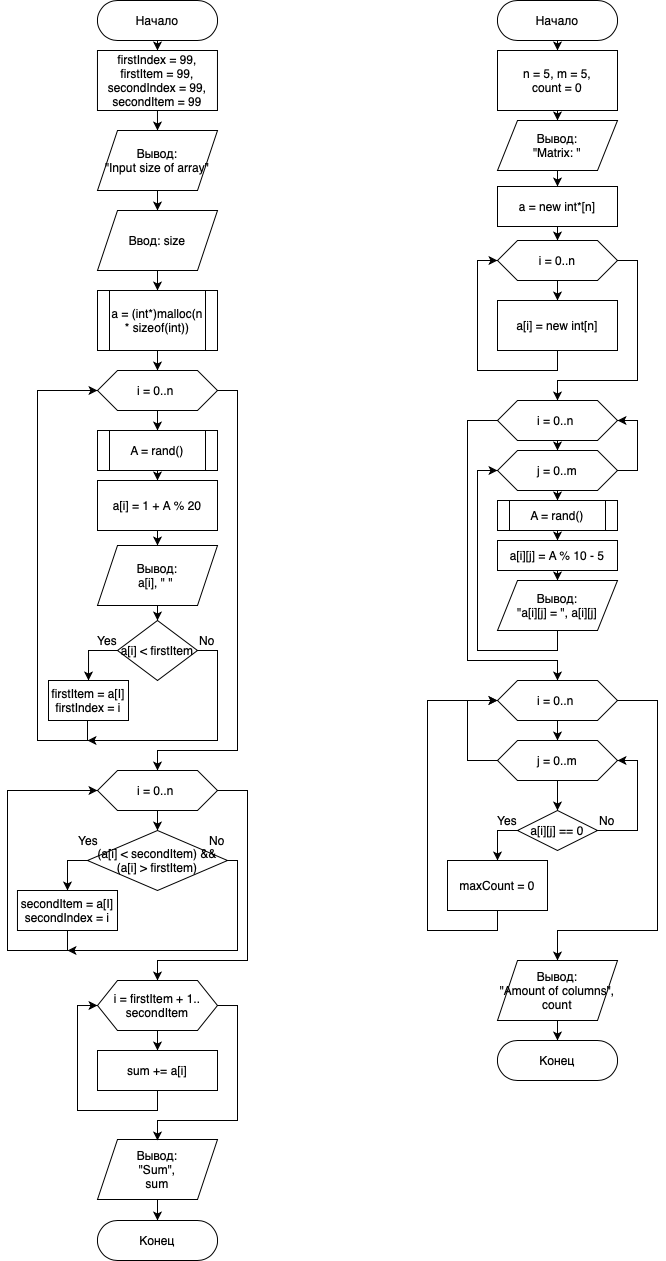 Начало
firstIndex = 99,
firstItem = 99,
secondIndex = 99,
secondItem = 99
Вывод:
"Input size of array"
Ввод: size
a = (int*)malloc(n
* sizeof(int))
i = 0..n
A = rand()
a[i] = 1 + A % 20
Вывод:
a[i], " "
Yes
No
a[i] < firstItem
firstItem = a[I]
firstIndex = i
i = 0..n
Yes
No
(a[i] < secondItem) &&
(a[i] > firstItem)
secondItem = a[I]
secondIndex = i
i = firstItem + 1..
secondItem
sum += a[i]
Вывод:
"Sum",
sum
Конец
Начало
n = 5, m = 5,
count = 0
Вывод:
"Matrix: "
a = new int*[n]
i = 0..n
a[i] = new int[n]
i = 0..n
j = 0..m
A = rand()
a[i][j] = A % 10 - 5
Вывод:
"a[i][j] = ", a[i][j]
i = 0..n
j = 0..m
Yes
No
a[i][j] == 0
maxCount = 0
Вывод:
"Amount of columns",
count
Конец